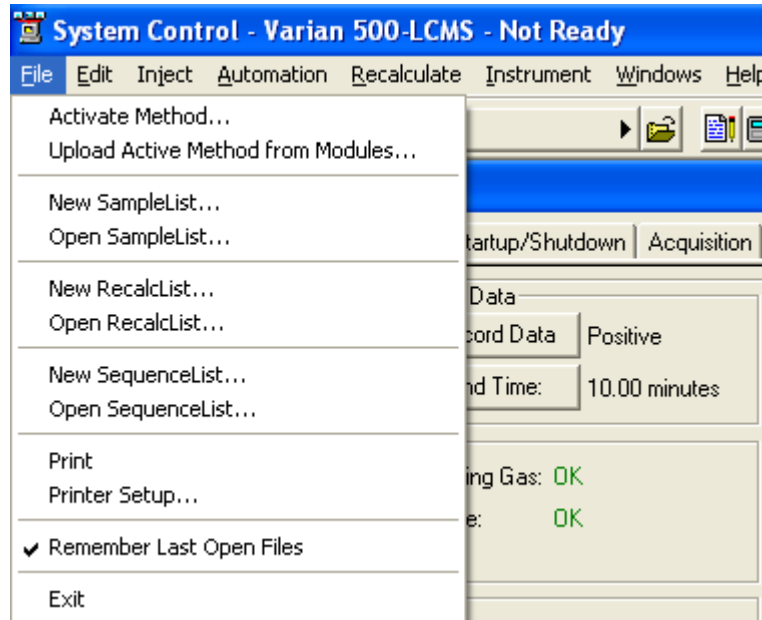 System Control - Varian 500-LCMS - Not Ready
File Edit Inject Automation Recalculate Instrument Windows Help
Activate Method...
Upload Active Method from Modules...
New SampleList...
Open SampleList...
tartup/Shutdown Acquisition
New RecalcList...
Data
Open RecalcList...
cord Data Positive
New SequenceList...
nd Time: 10.00 minutes
Open SequenceList...
Print
ing Gas: OK
Printer Setup...
e: OK
✓ Remember Last Open Files
Exit